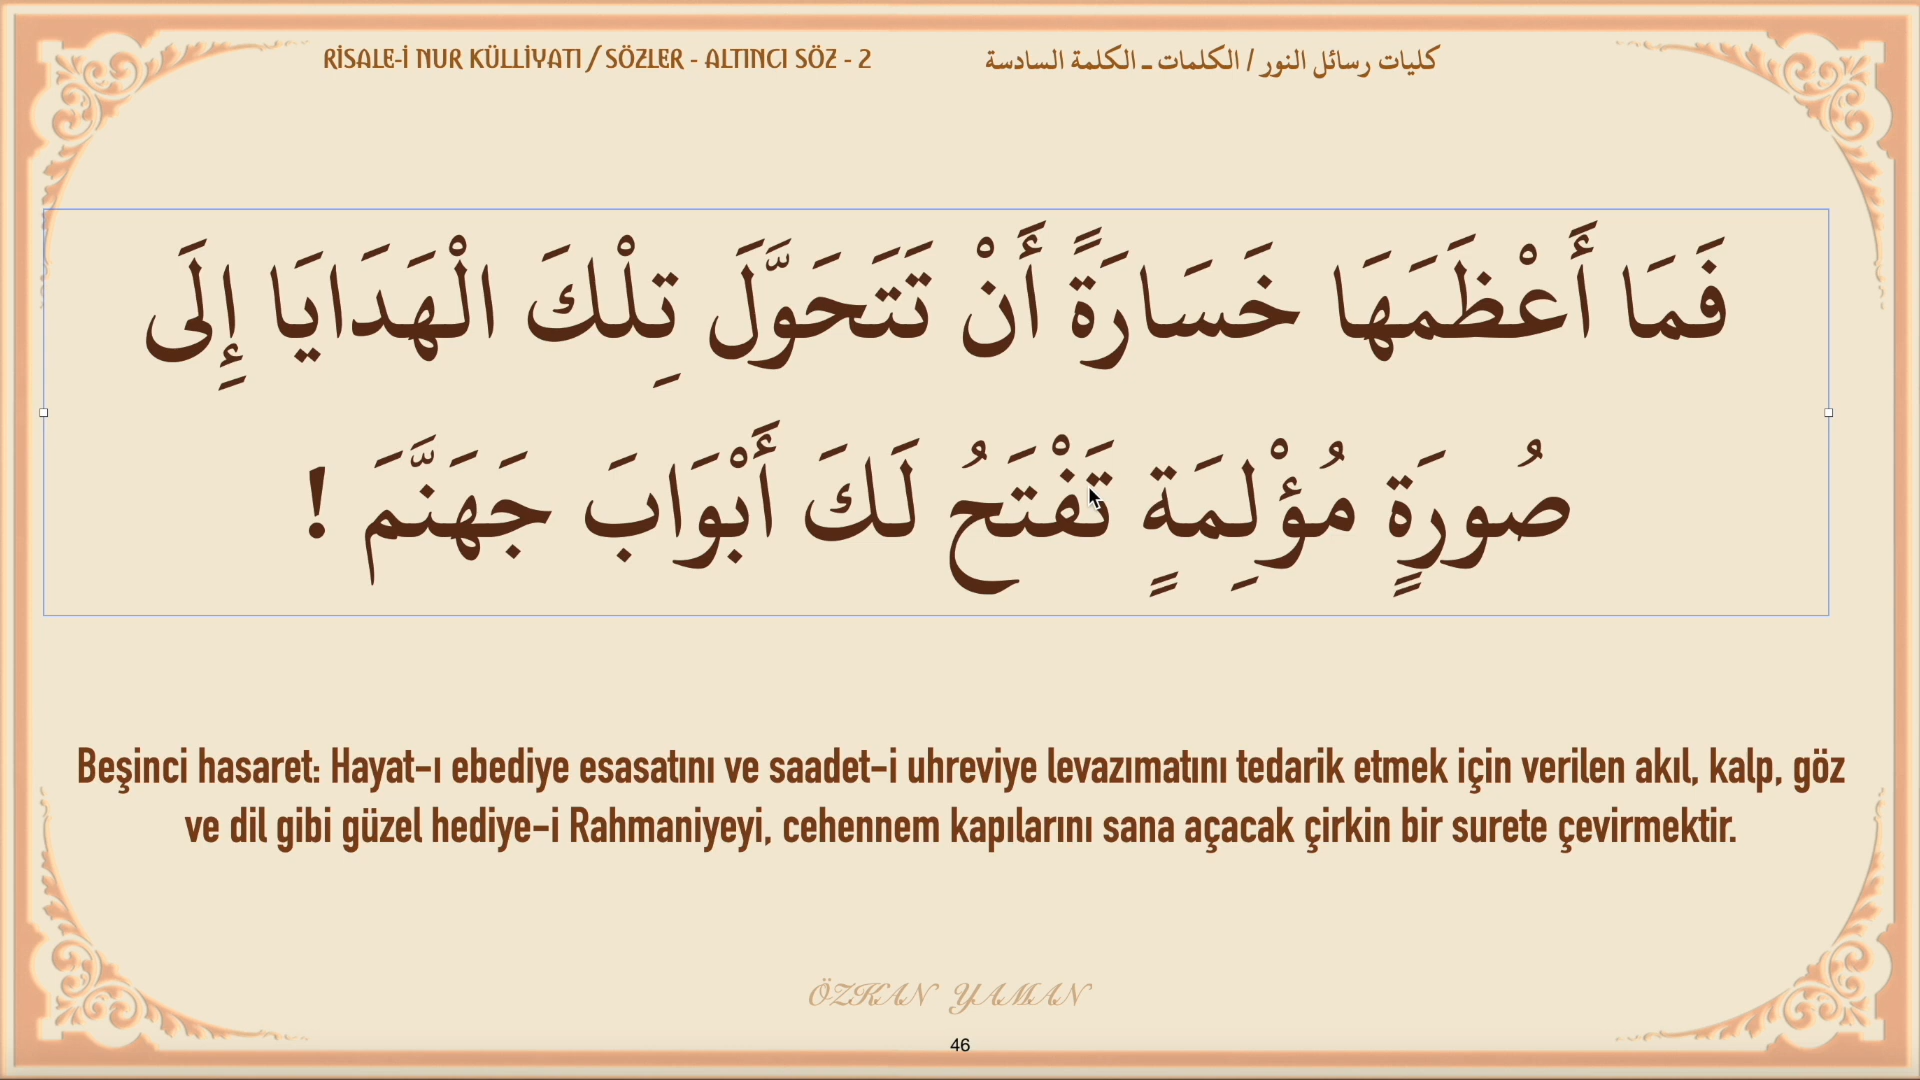 RİSALE-İ NUR KÜLLİYATI / SÖZLER - ALTINCI SÖZ - 2
كليات رسائل النور / الكلمات ـ الكلمة السادسة
فَمَا أَعْظَمَهَا خَسَارَةً أَنْ تَتَحَوَّلَ تِلْكَ الْهَدَايَا إِلَى
صُورَةٍ مُؤْلِمَةٍ تَفْتَحُ لَكَ أَبْوَابَ جَهَنَّمَ !
Beşinci hasaret: Hayat-ı ebediye esasatını ve saadet-i uhreviye levazımatını tedarik etmek için verilen akıl, kalp, göz
ve dil gibi güzel hediye-i Rahmaniyeyi, cehennem kapılarını sana açacak çirkin bir surete çevirmektir.
ÖZKAN YAMAN
46